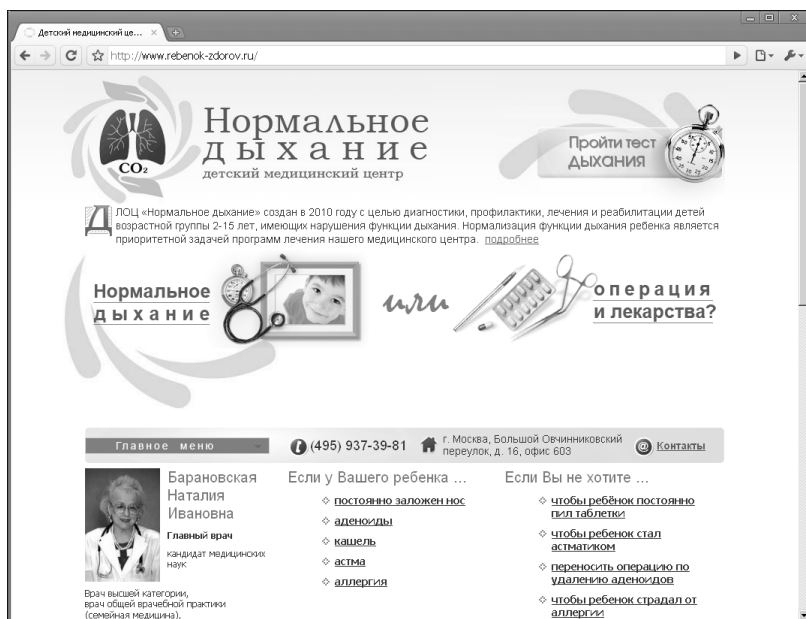 Детский медицинский це...
http://www.rebenok-zdorov.ru/
CO₂
Нормальное
дыхание
детский медицинский центр
Пройти тест
дыхания
ДЛОЦ «Нормальное дыхание» создан в 2010 году с целью диагностики, профилактики, лечения и реабилитации детей
возрастной группы 2-15 лет, имеющих нарушения функции дыхания. Нормализация функции дыхания ребенка является
приоритетной задачей программ лечения нашего медицинского центра. подробнее
Нормальное
дыхание
или
операция
и лекарства?
Главное меню
(495) 937-39-81
г. Москва, Большой Овчинниковский
переулок, д. 16, офис 603
Контакты
Барановская
Наталия
Ивановна
Главный врач
кандидат медицинских
наук
Врач высшей категории,
врач общей врачебной практики
(семейная медицина),
Если у Вашего ребенка ...
постоянно заложен нос
аденоиды
кашель
астма
аллергия
Если Вы не хотите ...
чтобы ребёнок постоянно
пил таблетки
чтобы ребенок стал
астматиком
переносить операцию по
удалению аденоидов
чтобы ребенок страдал от
аллергии